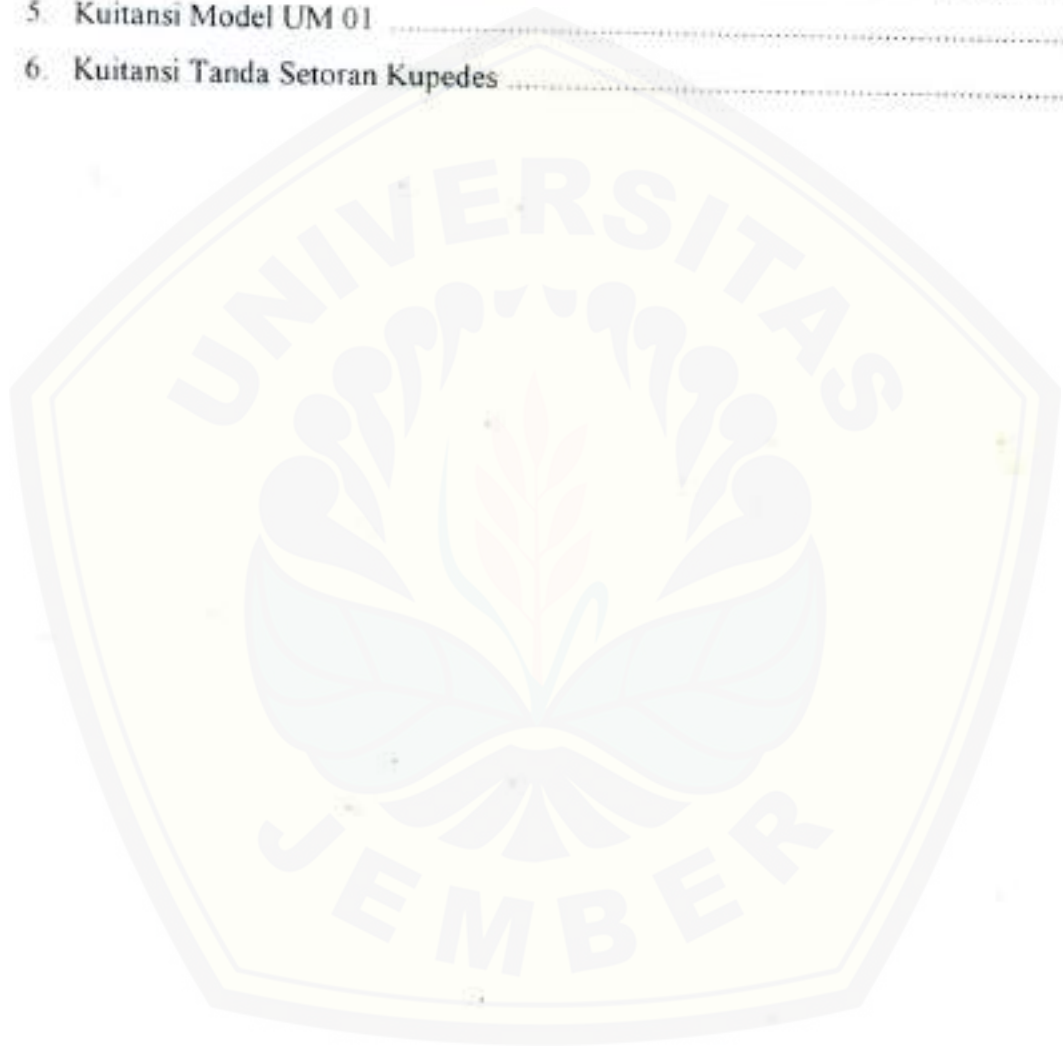 5. Kuitansi Model UM 01 ..........
6. Kuitansi Tanda Setoran Kupedes ..........
UNIVERSITAS
JEMBER